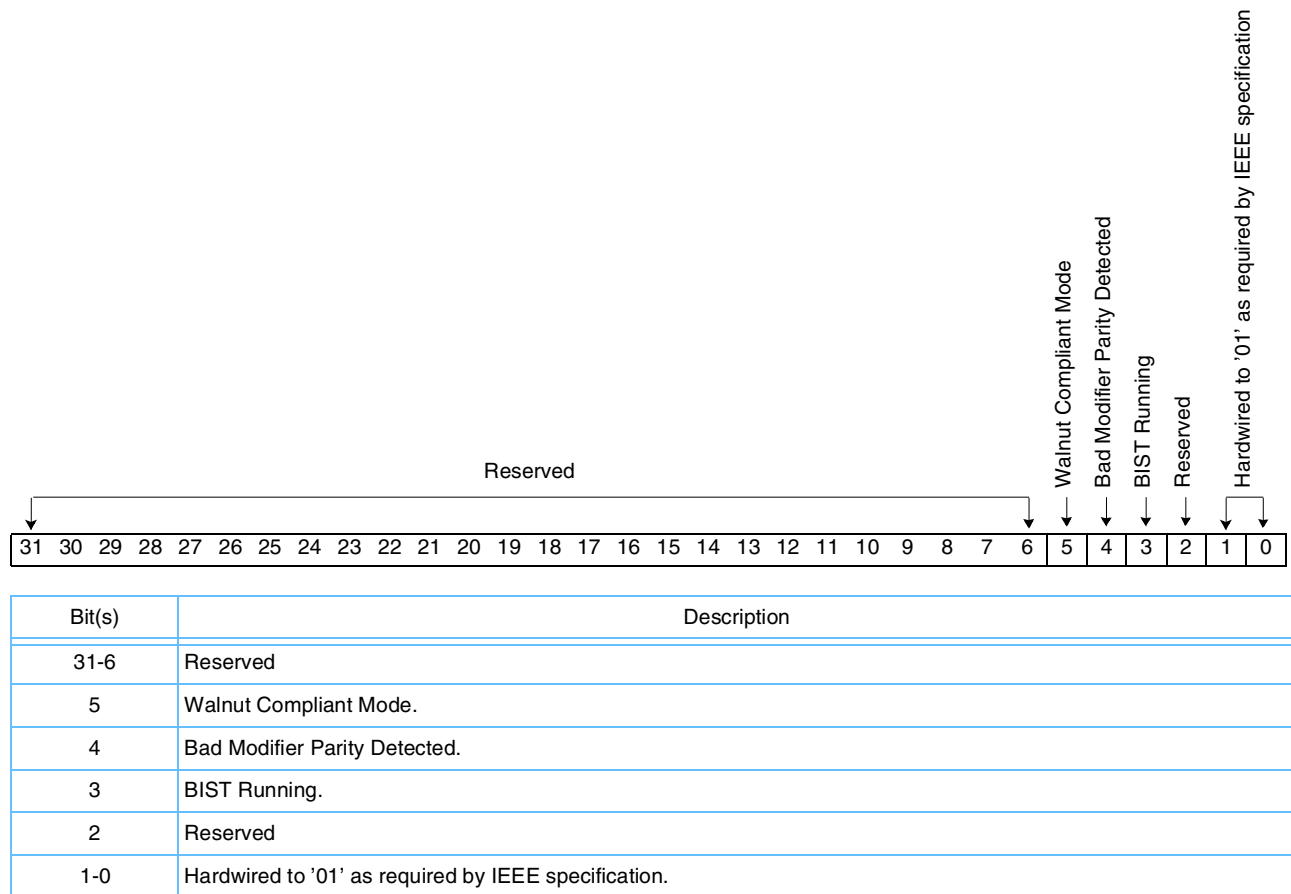 Hardwired to ’01’ as required by IEEE specification
Walnut Compliant Mode
Bad Modifier Parity Detected
BIST Running
Reserved
Reserved
31 30 29 28 27 26 25 24 23 22 21 20 19 18 17 16 15 14 13 12 11 10 9 8 7 6 5 4 3 2 1 0
Bit(s) Description
31-6 Reserved
5 Walnut Compliant Mode.
4 Bad Modifier Parity Detected.
3 BIST Running.
2 Reserved
1-0 Hardwired to ’01’ as required by IEEE specification.